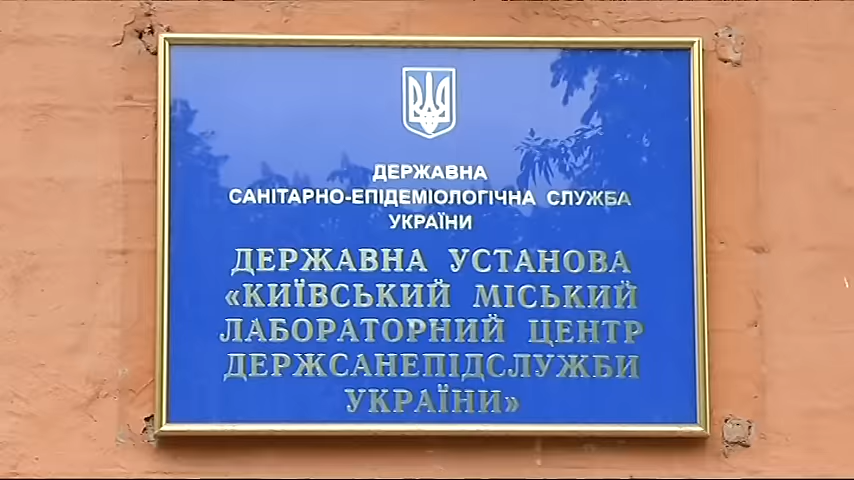 ДЕРЖАВНА
САНІТАРНО-ЕПІДЕМІОЛОГІЧНА СЛУЖБА
УКРАЇНИ
ДЕРЖАВНА УСТАНОВА
«КИЇВСЬКИЙ МІСЬКИЙ
ЛАБОРАТОРНИЙ ЦЕНТР
ДЕРЖСАНЕПІДСЛУЖБИ
УКРАЇНИ»